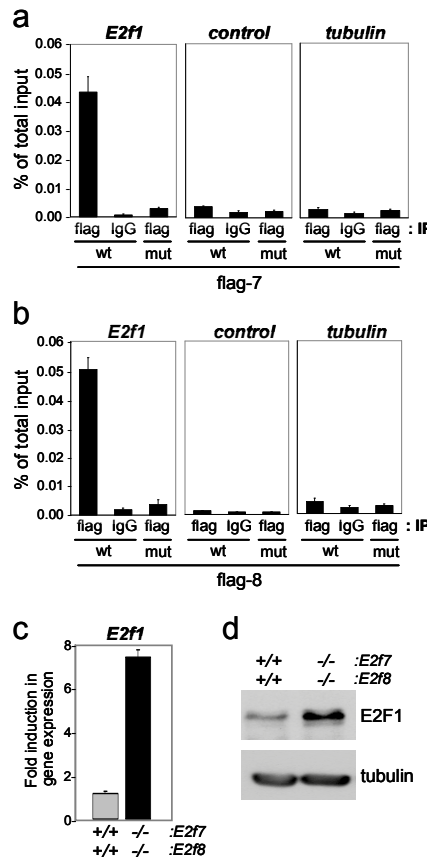 a
E2f1 control tubulin
% of total input
0.06
0.05
0.04
0.03
0.02
0.01
0.00
flag IgG flag flag IgG flag flag IgG flag : IP
wt mut wt mut wt mut
flag-7
b
E2f1 control tubulin
% of total input
0.06
0.05
0.04
0.03
0.02
0.01
0.00
flag IgG flag flag IgG flag flag IgG flag : IP
wt mut wt mut wt mut
flag-8
c
E2f1
Fold induction in
gene expression
8
6
4
2
0
+/+ -/- :E2f7
+/+ -/- :E2f8
d
+/+ -/- :E2f7
+/+ -/- :E2f8
E2F1
tubulin